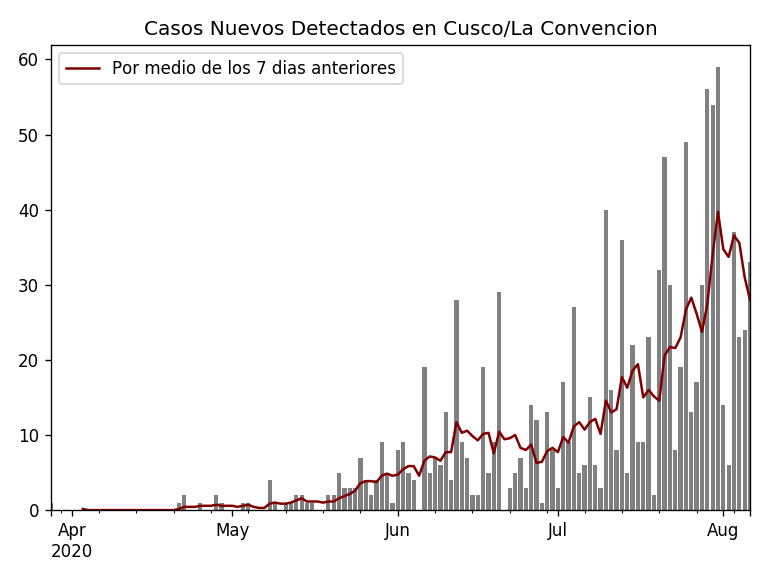 Casos Nuevos Detectados en Cusco/La Convencion
Por medio de los 7 dias anteriores
60
50
40
30
20
10
0
Apr May Jun Jul Aug
2020